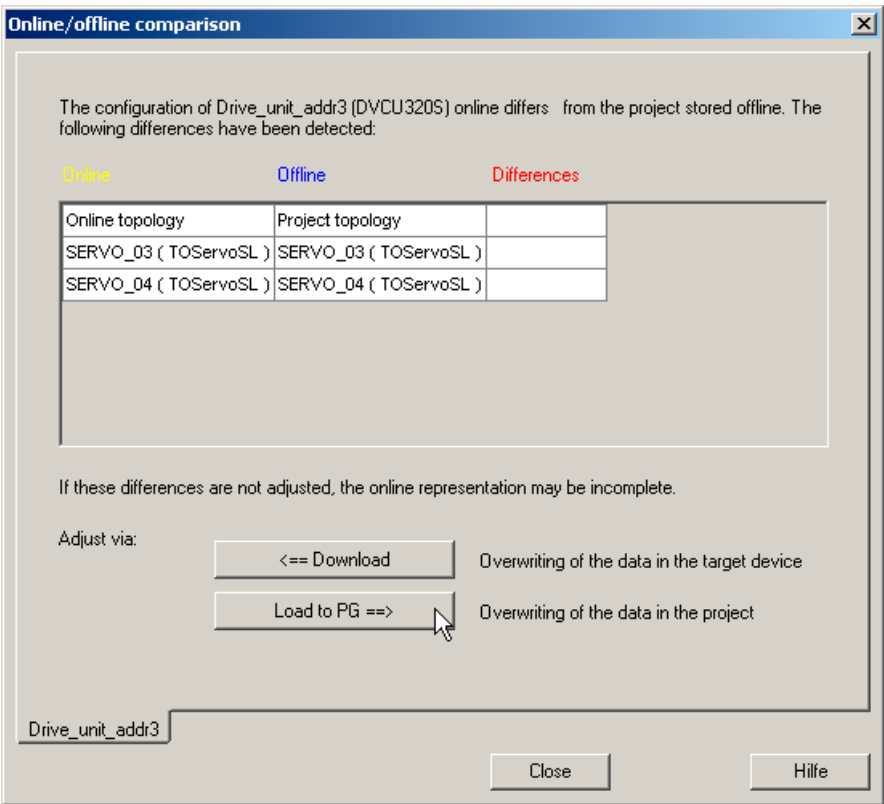 Online/offline comparison
The configuration of Drive_unit_addr3 (DVCU320S) online differs from the project stored offline. The
following differences have been detected:
Online Offline Differences
Online topology Project topology
SERVO_03 ( TOServoSL ) SERVO_03 ( TOServoSL )
SERVO_04 ( TOServoSL ) SERVO_04 ( TOServoSL )
If these differences are not adjusted, the online representation may be incomplete.
Adjust via:
<== Download Overwriting of the data in the target device
Load to PG ==> Overwriting of the data in the project
Drive_unit_addr3
Close Hilfe